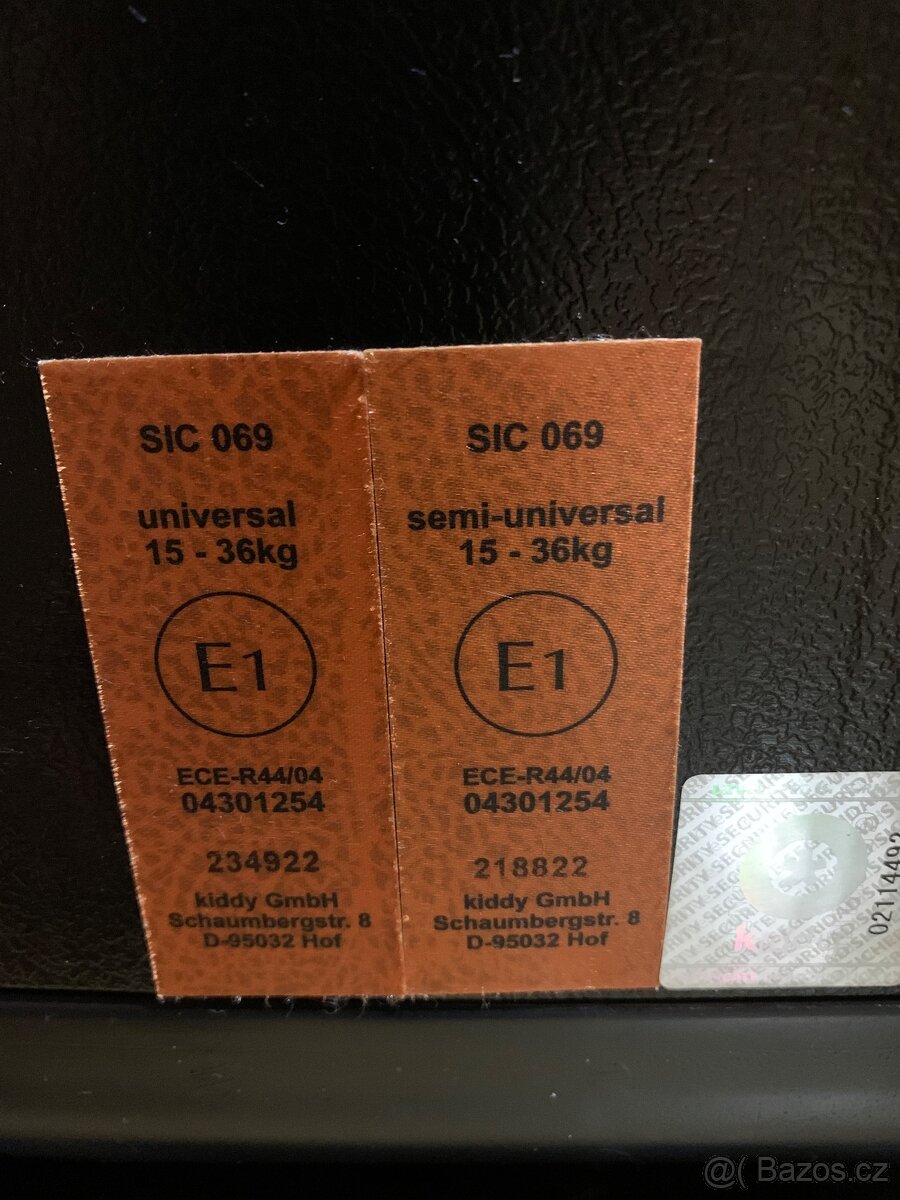 SIC 069
universal
15 - 36kg
E1
ECE-R44/04
04301254
234922
kiddy GmbH
Schaumbergstr. 8
D-95032 Hof
SIC 069
semi-universal
15 - 36kg
E1
ECE-R44/04
04301254
218822
kiddy GmbH
Schaumbergstr. 8
D-95032 Hof
02114492
k
@( Bazos.cz